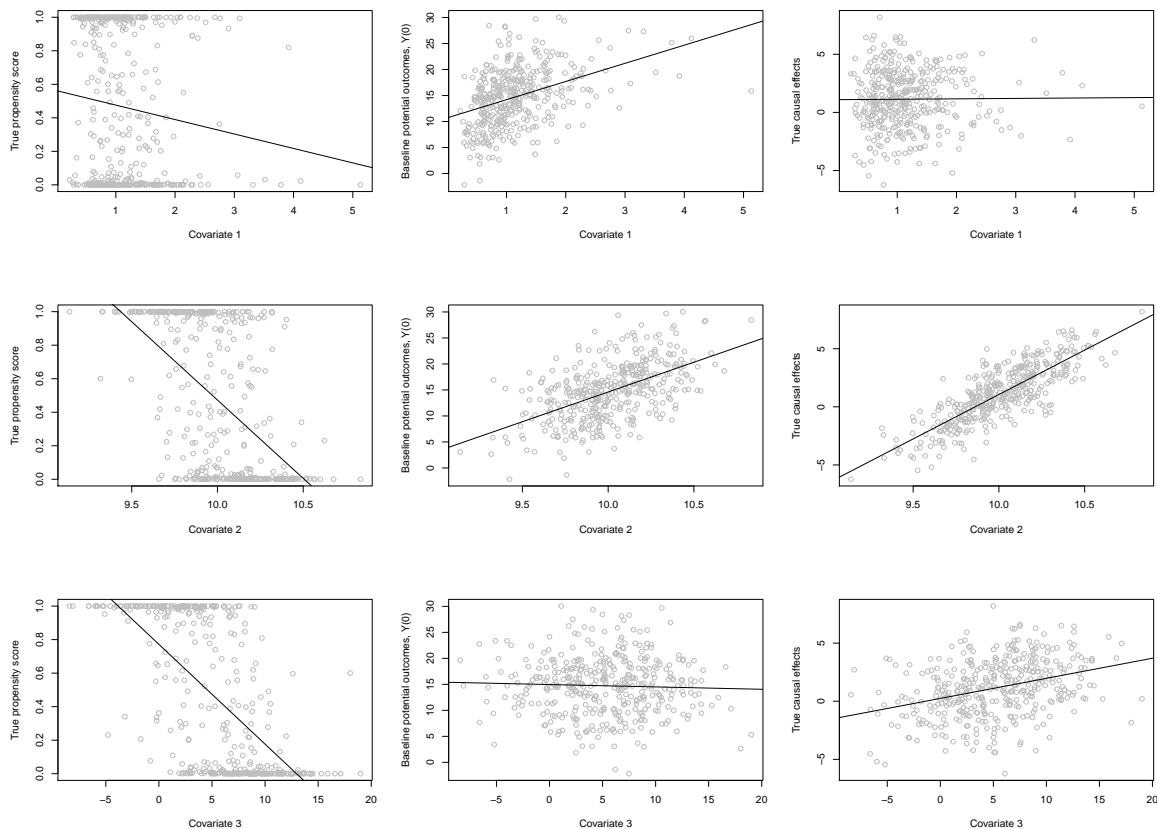 True propensity score
1.0
0.8
0.6
0.4
0.2
0.0
1 2 3 4 5
Covariate 1
Baseline potential outcomes, Y(0)
30
25
20
15
10
5
0
1 2 3 4 5
Covariate 1
True causal effects
5
0
−5
1 2 3 4 5
Covariate 1
True propensity score
1.0
0.8
0.6
0.4
0.2
0.0
9.5 10.0 10.5
Covariate 2
Baseline potential outcomes, Y(0)
30
25
20
15
10
5
0
9.5 10.0 10.5
Covariate 2
True causal effects
5
0
−5
9.5 10.0 10.5
Covariate 2
True propensity score
1.0
0.8
0.6
0.4
0.2
0.0
−5 0 5 10 15 20
Covariate 3
Baseline potential outcomes, Y(0)
30
25
20
15
10
5
0
−5 0 5 10 15 20
Covariate 3
True causal effects
5
0
−5
−5 0 5 10 15 20
Covariate 3